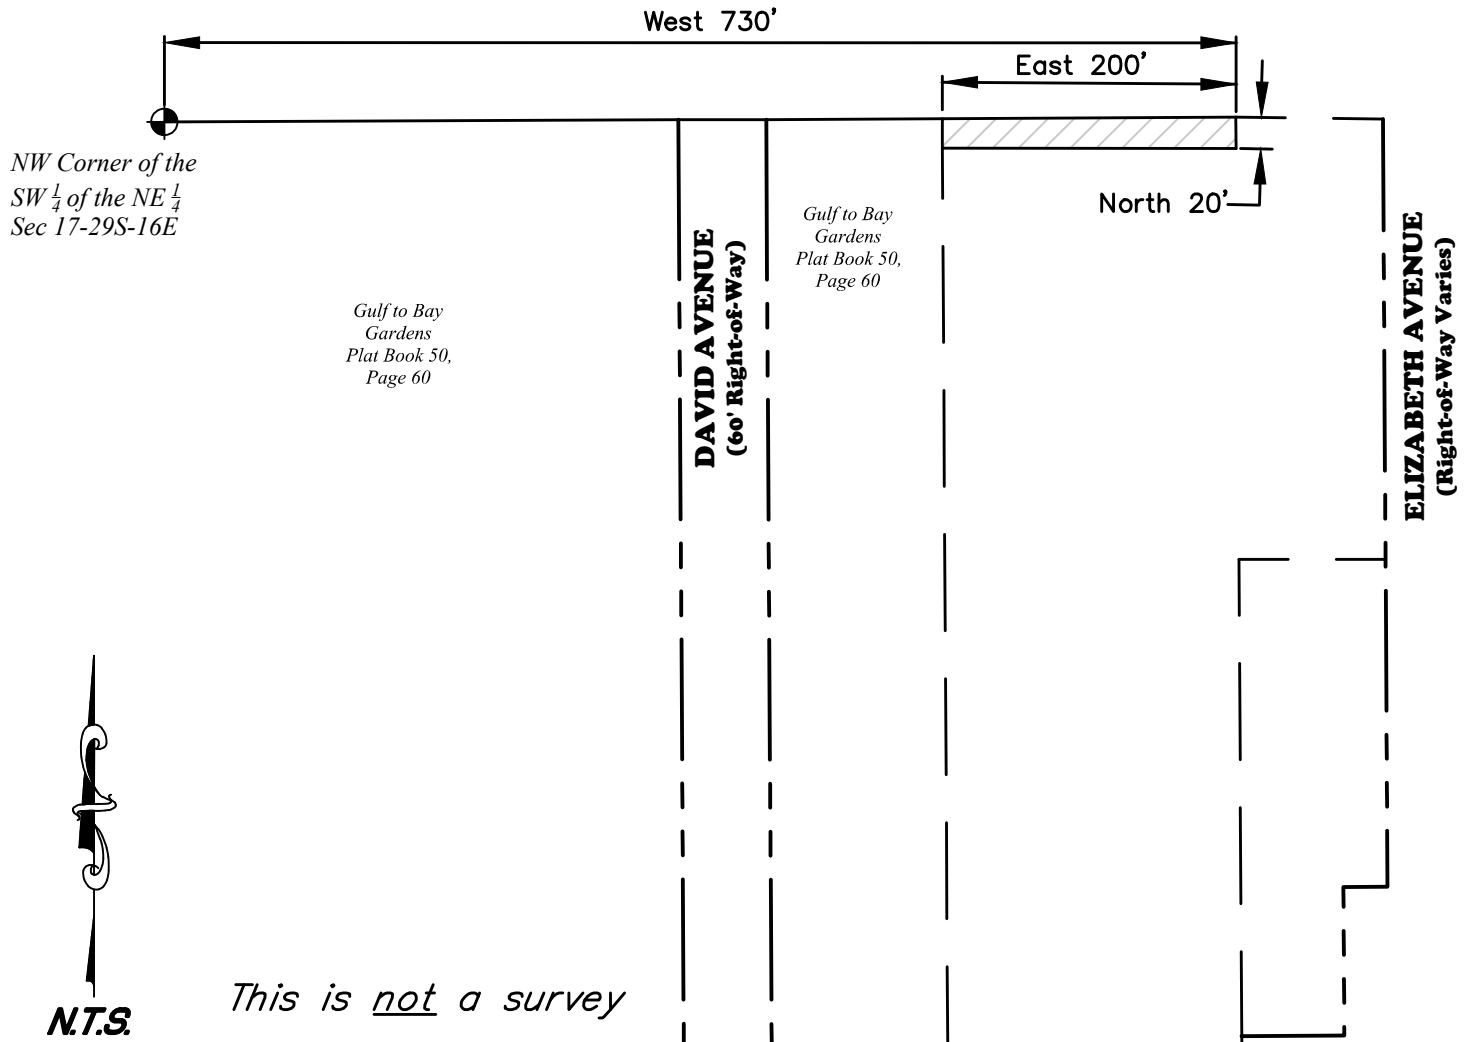 West 730'
East 200'
NW Corner of the
SW 1/4 of the NE 1/4
Sec 17-29S-16E
North 20'
Gulf to Bay
Gardens
Plat Book 50,
Page 60
Gulf to Bay
Gardens
Plat Book 50,
Page 60
DAVID AVENUE
(60' Right-of-Way)
ELIZABETH AVENUE
(Right-of-Way Varies)
This is not a survey
N.T.S.